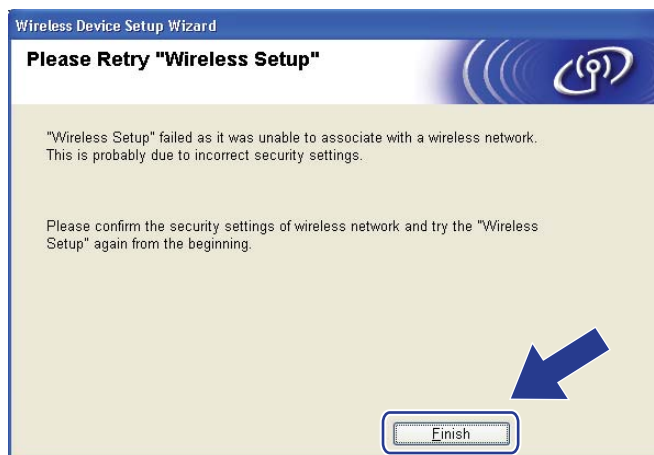 Wireless Device Setup Wizard
Please Retry "Wireless Setup"
"Wireless Setup" failed as it was unable to associate with a wireless network.
This is probably due to incorrect security settings.
Please confirm the security settings of wireless network and try the "Wireless
Setup" again from the beginning.
Finish